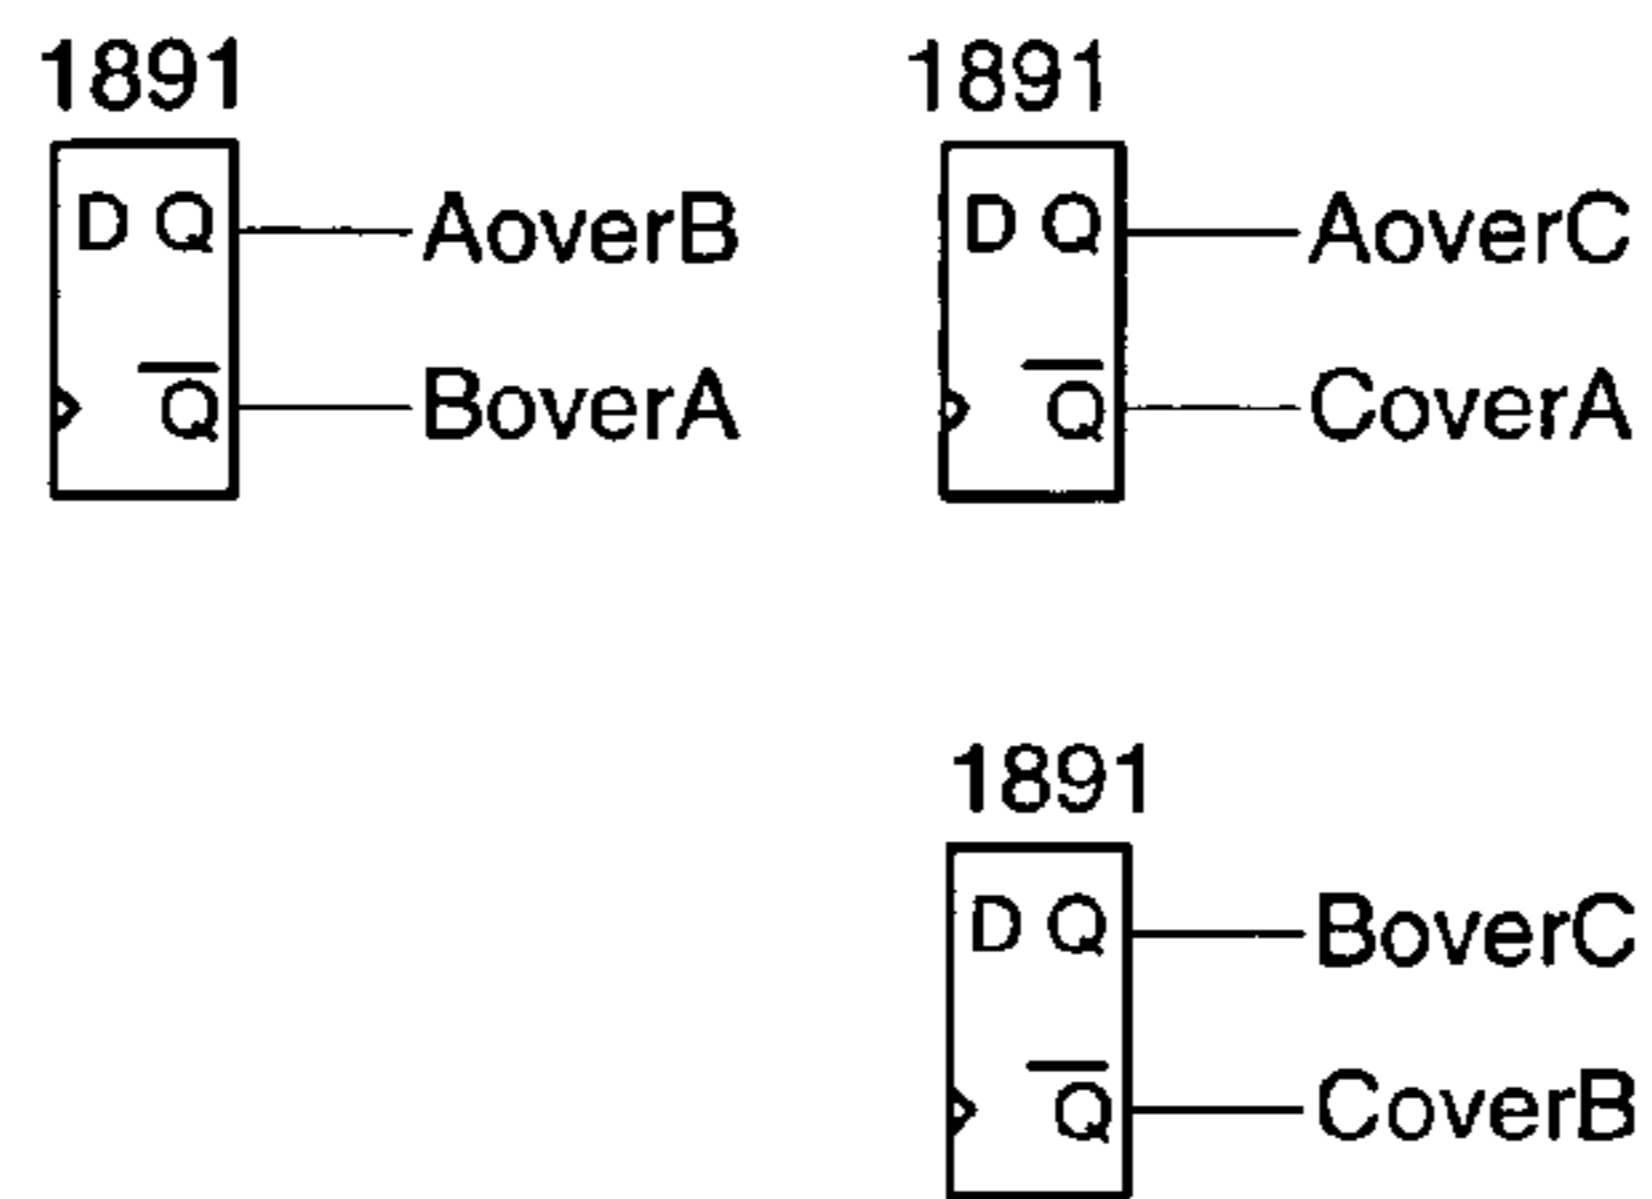 1891 1891
D Q AoverB D Q AoverC
Q̅ BoverA Q̅ CoverA
1891
D Q BoverC
Q̅ CoverB